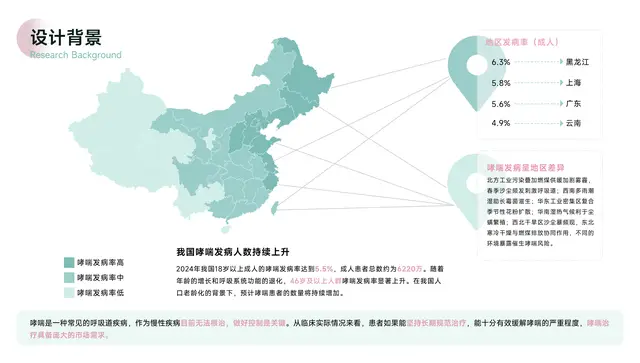 设计背景
Research Background
地区发病率（成人）
6.3% 黑龙江
5.8% 上海
5.6% 广东
4.9% 云南
哮喘发病呈地区差异
北方工业污染叠加燃煤供暖加剧雾霾，
春季沙尘频发刺激呼吸道；西南多雨潮
湿助长霉菌滋生；华东工业密集区复合
季节性花粉扩散；华南湿热气候利于尘
螨繁殖；西北干旱区沙尘暴频现，东北
寒冷干燥与燃煤排放协同作用，不同的
环境暴露催生哮喘风险。
哮喘发病率高
哮喘发病率中
哮喘发病率低
我国哮喘发病人数持续上升
2024年我国18岁以上成人的哮喘发病率达到5.5%，成人患者总数约为6220万。随着
年龄的增长和呼吸系统功能的退化，46岁及以上人群哮喘发病率显著上升。在我国人
口老龄化的背景下，预计哮喘患者的数量将持续增加。
哮喘是一种常见的呼吸道疾病，作为慢性疾病目前无法根治，做好控制是关键。从临床实际情况来看，患者如果能坚持长期规范治疗，能十分有效缓解哮喘的严重程度，哮喘治
疗具备庞大的市场需求。